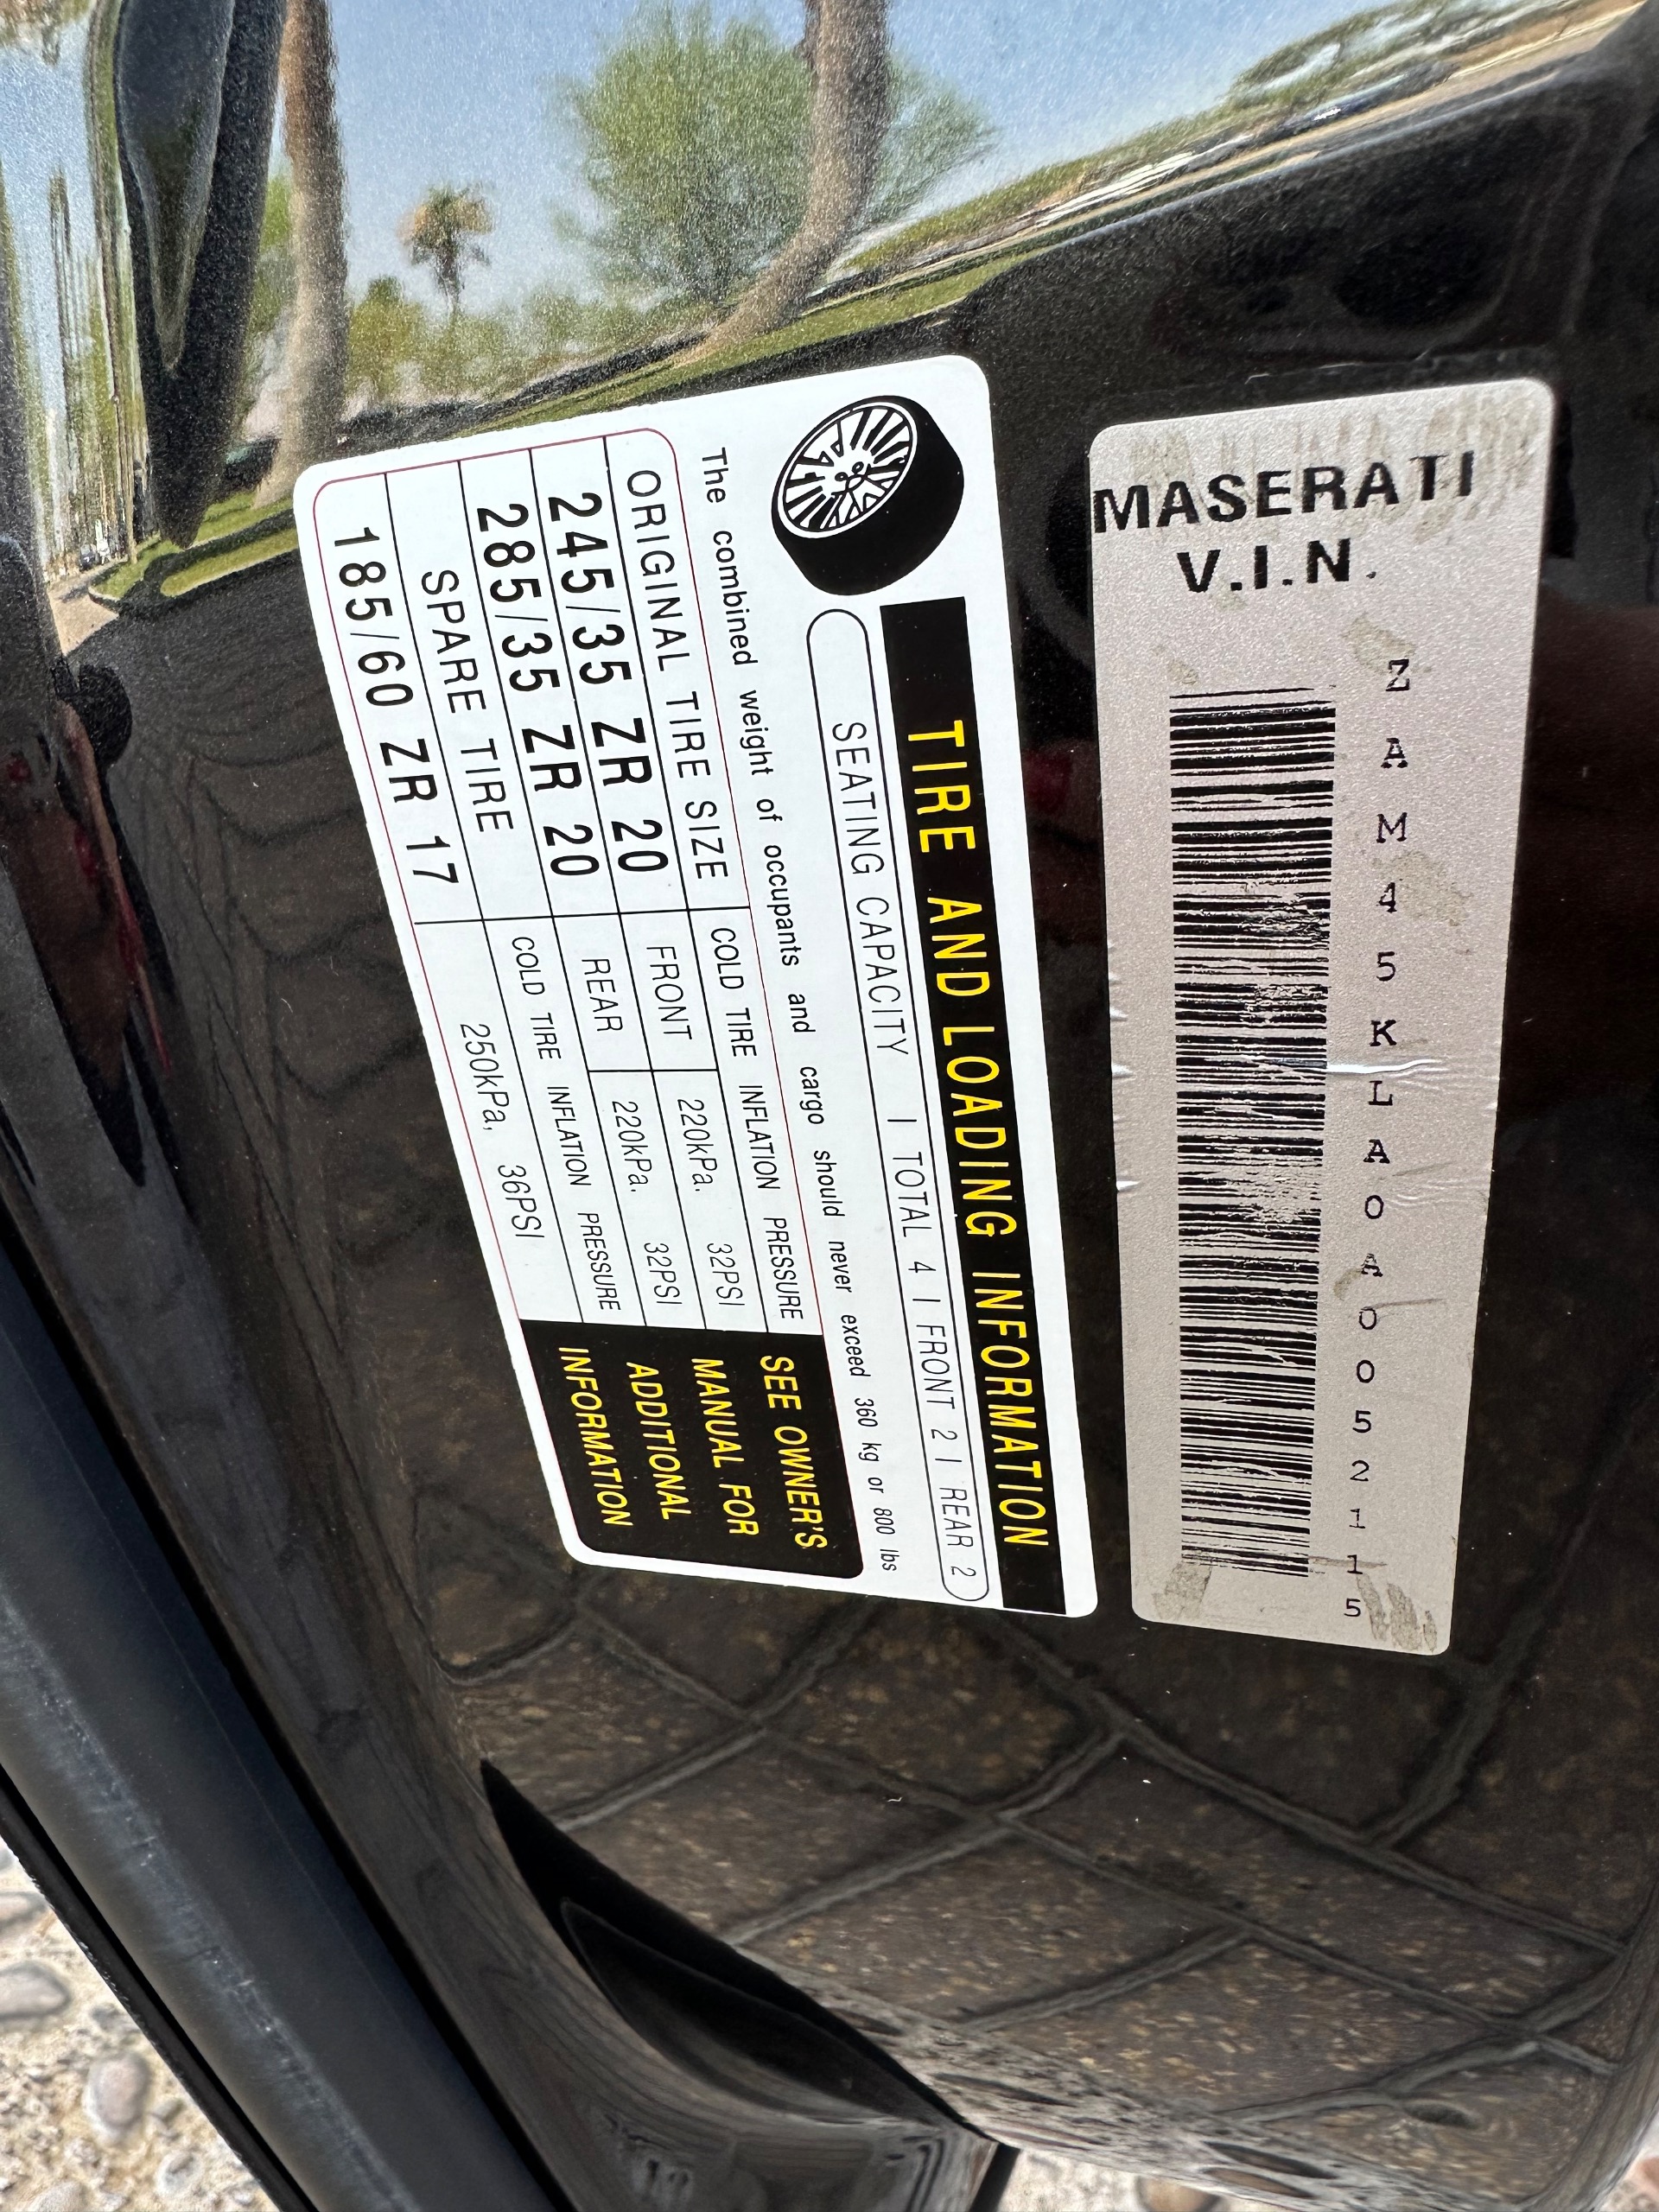 MASERATI
V.I.N.
ZAM45KLA0A0052115
TIRE AND LOADING INFORMATION
SEATING CAPACITY | TOTAL 4 | FRONT 2 | REAR 2
The combined weight of occupants and cargo should never exceed 360 kg or 800 lbs
ORIGINAL TIRE SIZE COLD TIRE INFLATION PRESSURE
245/35 ZR 20 FRONT 220kPa. 32PSI
285/35 ZR 20 REAR 220kPa. 32PSI
SPARE TIRE COLD TIRE INFLATION PRESSURE
185/60 ZR 17 250kPa, 36PSI
SEE OWNER'S
MANUAL FOR
ADDITIONAL
INFORMATION